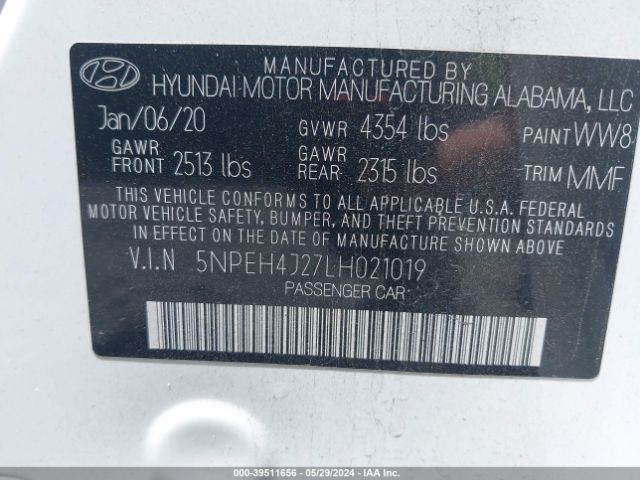 MANUFACTURED BY
HYUNDAI MOTOR MANUFACTURING ALABAMA, LLC
Jan/06/20 GVWR 4354 lbs PAINT WW8
GAWR FRONT 2513 lbs GAWR REAR 2315 lbs TRIM MMF
THIS VEHICLE CONFORMS TO ALL APPLICABLE U.S.A. FEDERAL
MOTOR VEHICLE SAFETY, BUMPER, AND THEFT PREVENTION STANDARDS
IN EFFECT ON THE DATE OF MANUFACTURE SHOWN ABOVE
V.I.N 5NPEH4J27LH021019
PASSENGER CAR
000-39511656 - 05/29/2024 - IAA Inc.